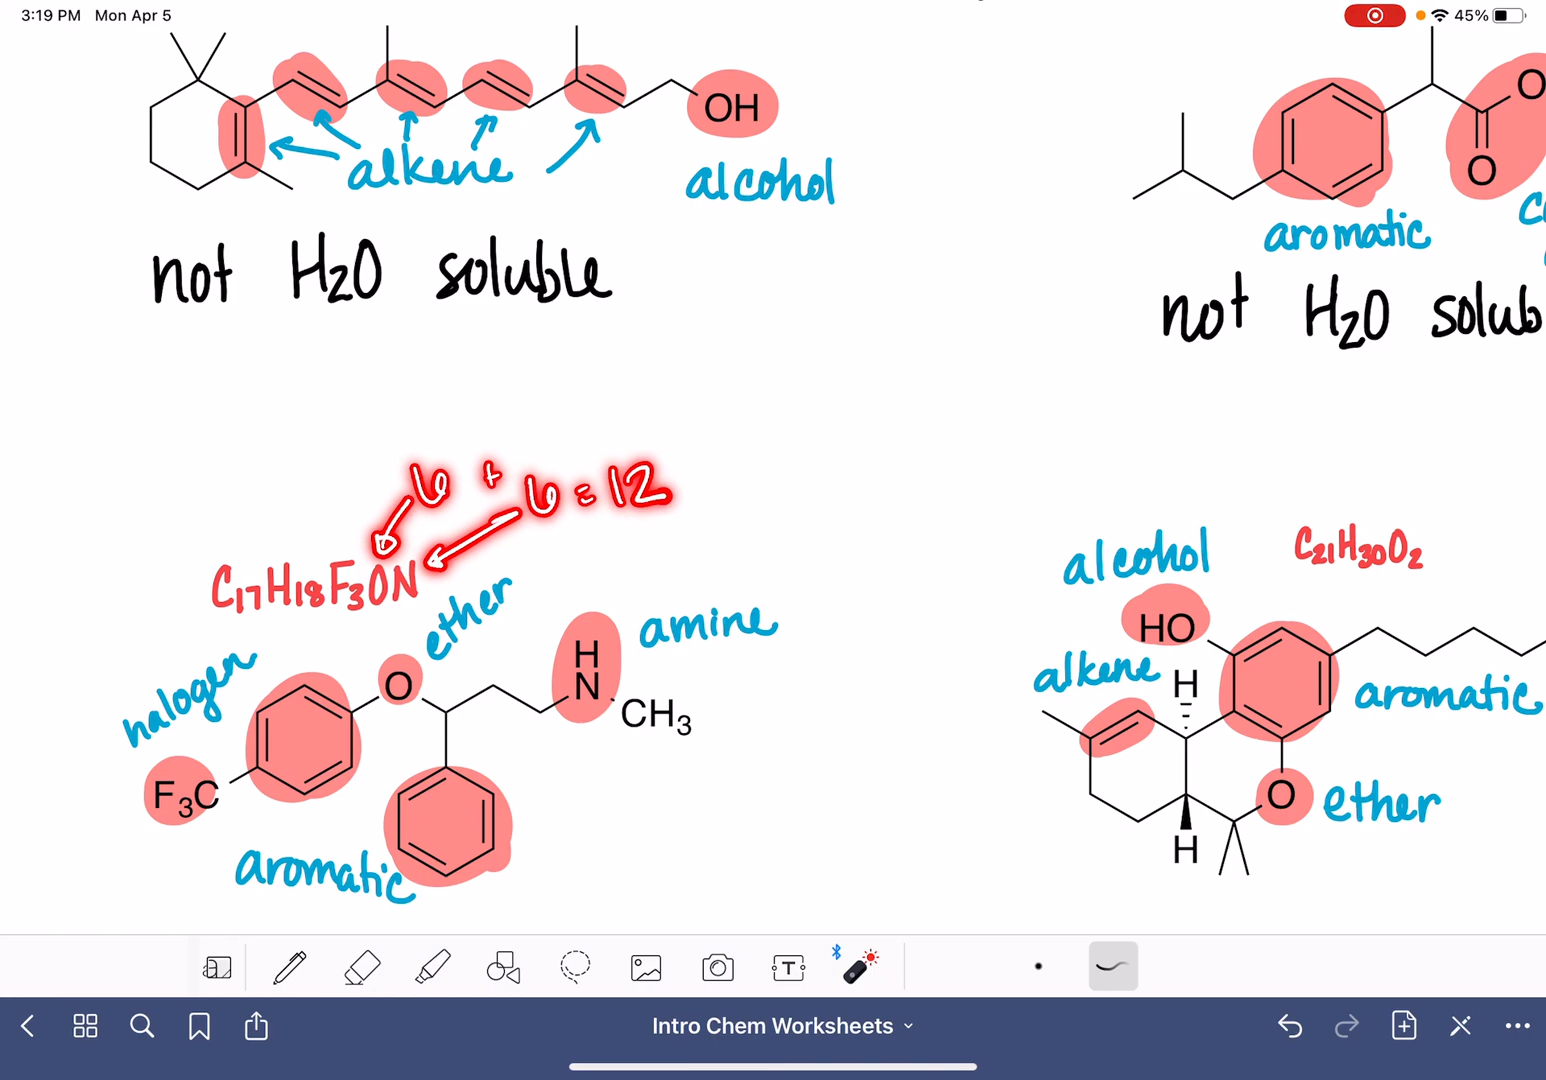 3:19 PM Mon Apr 5
45%
OH
alkene
alcohol
not H2O soluble
O
O
aromatic
not H2O solub
6 + 6 = 12
C17H18F3ON
ether
halogen
amine
O
H
N
CH3
F3C
aromatic
alcohol
C21H30O2
HO
alkene
H
aromatic
O
ether
H
T
Intro Chem Worksheets